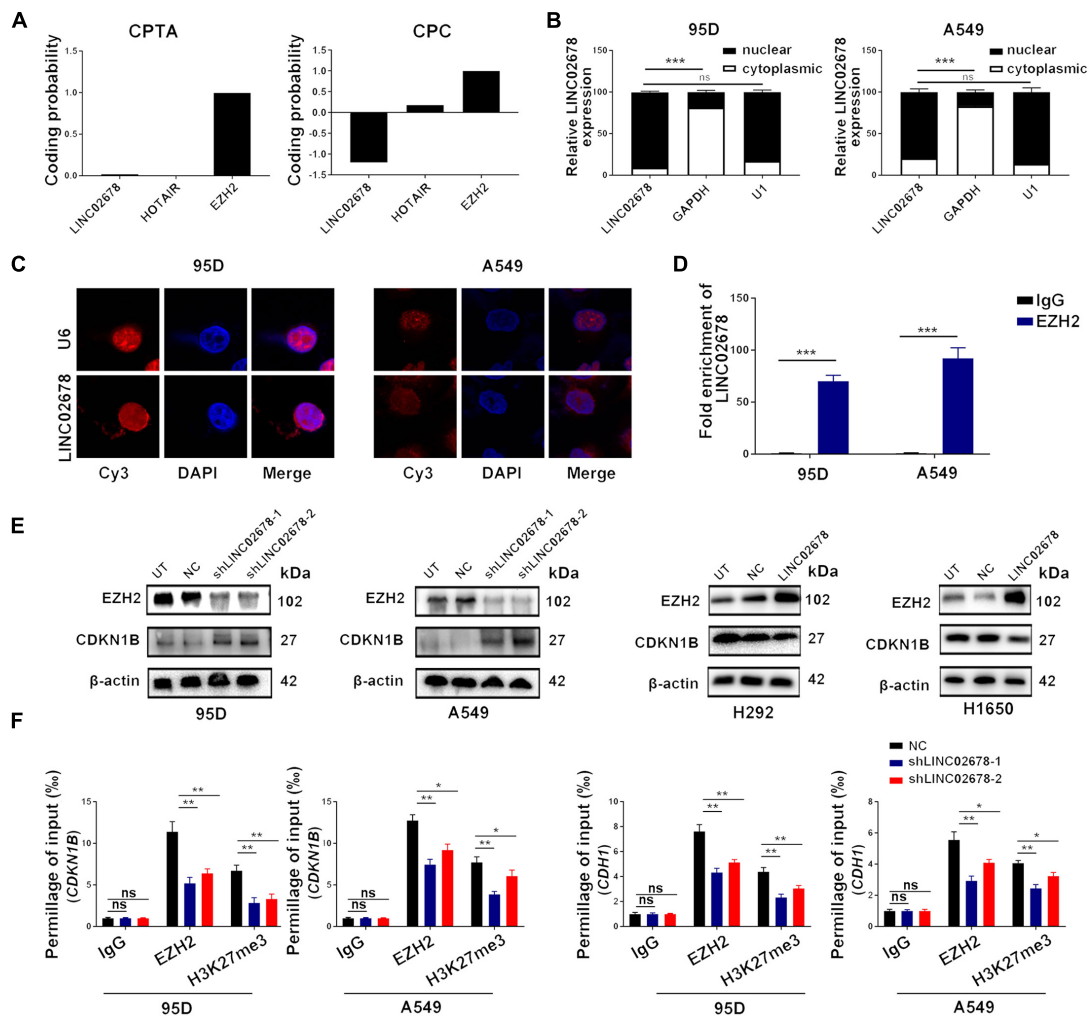 A
CPTA
Coding probability
1.5
1.0
0.5
0.0
LINC02678
HOTAIR
EZH2
CPC
Coding probability
1.5
1.0
0.5
0.0
-0.5
-1.0
-1.5
LINC02678
HOTAIR
EZH2
B
95D
Relative LINC02678
expression
150
100
50
0
***
ns
nuclear
cytoplasmic
LINC02678
GAPDH
U1
A549
Relative LINC02678
expression
150
100
50
0
***
ns
nuclear
cytoplasmic
LINC02678
GAPDH
U1
C
95D
A549
U6
LINC02678
Cy3
DAPI
Merge
Cy3
DAPI
Merge
D
Fold enrichment of
LINC02678
150
100
50
0
***
***
IgG
EZH2
95D
A549
E
UT
NC
shLINC02678-1
shLINC02678-2
kDa
EZH2
102
CDKN1B
27
β-actin
42
95D
UT
NC
shLINC02678-1
shLINC02678-2
kDa
EZH2
102
CDKN1B
27
β-actin
42
A549
UT
NC
LINC02678
kDa
EZH2
102
CDKN1B
27
β-actin
42
H292
UT
NC
LINC02678
kDa
EZH2
102
CDKN1B
27
β-actin
42
H1650
F
NC
shLINC02678-1
shLINC02678-2
Permillage of input (‰)
(CDKN1B)
15
10
5
0
ns
ns
**
**
**
**
IgG
EZH2
H3K27me3
95D
Permillage of input (‰)
(CDKN1B)
15
10
5
0
ns
ns
*
**
*
**
IgG
EZH2
H3K27me3
A549
Permillage of input (‰)
(CDH1)
10
8
6
4
2
0
ns
ns
**
**
**
**
IgG
EZH2
H3K27me3
95D
Permillage of input (‰)
(CDH1)
8
6
4
2
0
ns
ns
*
**
*
**
IgG
EZH2
H3K27me3
A549